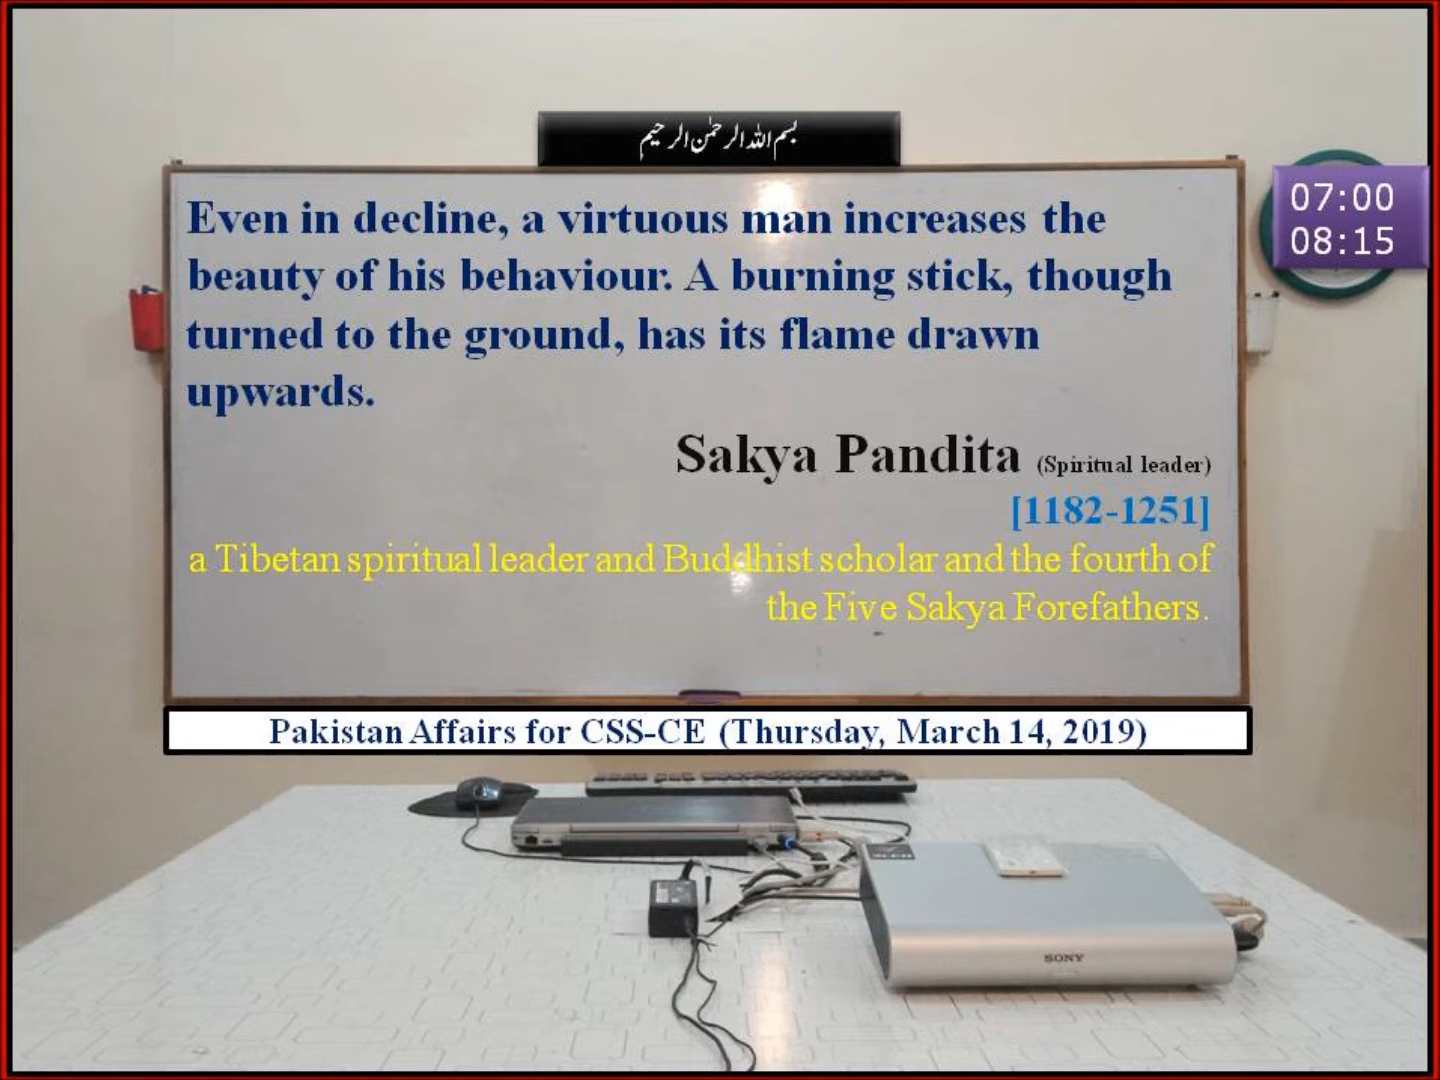 بسم اللہ الرحمٰن الرحیم
07:00
08:15
Even in decline, a virtuous man increases the
beauty of his behaviour. A burning stick, though
turned to the ground, has its flame drawn
upwards.
Sakya Pandita (Spiritual leader)
[1182-1251]
a Tibetan spiritual leader and Buddhist scholar and the fourth of
the Five Sakya Forefathers.
Pakistan Affairs for CSS-CE (Thursday, March 14, 2019)
SONY